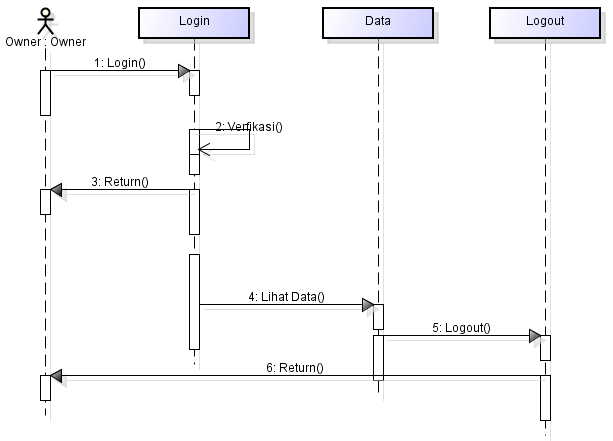 Login
Data
Logout
Owner : Owner
1: Login()
2: Verfikasi()
3: Return()
4: Lihat Data()
5: Logout()
6: Return()